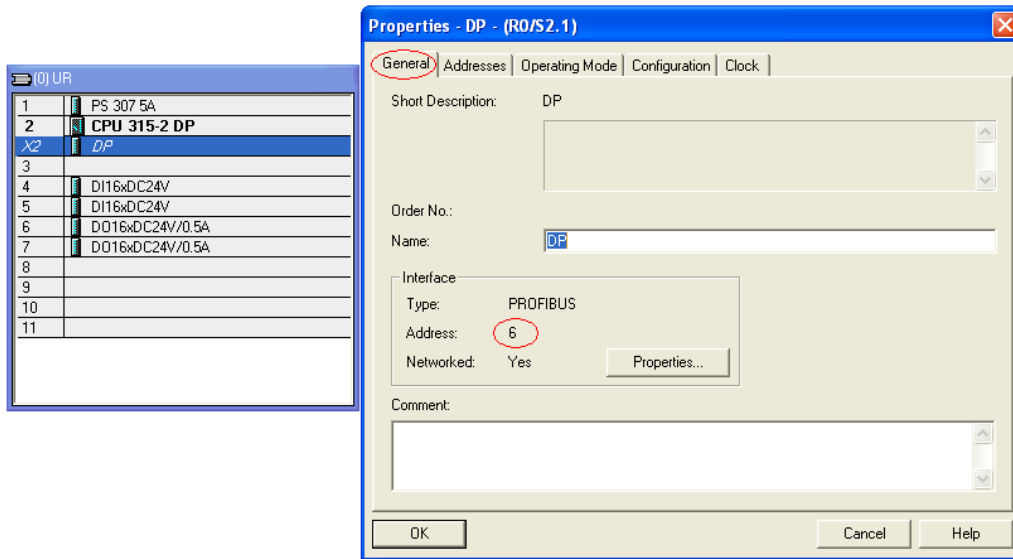 (0) UR
1 PS 307 5A
2 CPU 315-2 DP
X2 DP
3
4 DI16xDC24V
5 DI16xDC24V
6 DO16xDC24V/0.5A
7 DO16xDC24V/0.5A
8
9
10
11
Properties - DP - (R0/S2.1)
General Addresses Operating Mode Configuration Clock
Short Description: DP
Order No.:
Name: DP
Interface
Type: PROFIBUS
Address: 6
Networked: Yes Properties...
Comment:
OK Cancel Help